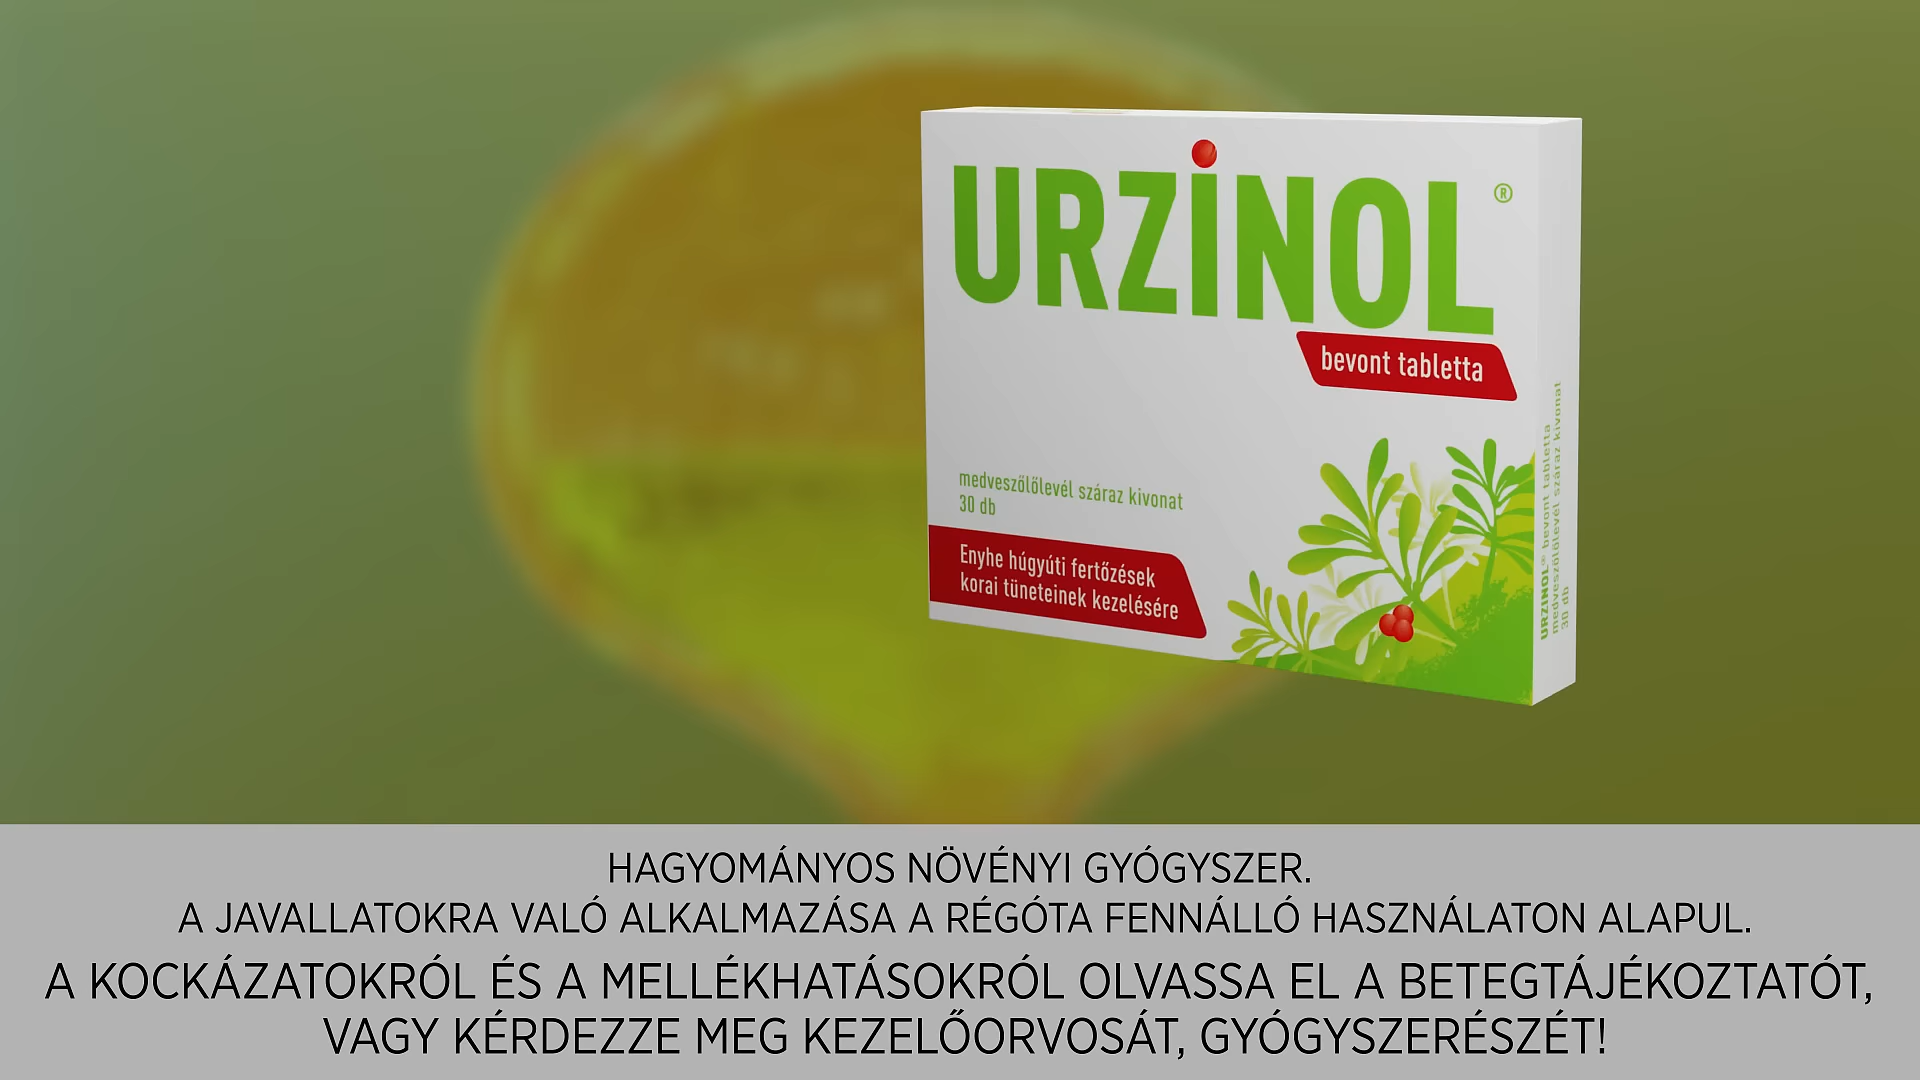 URZINOL®
bevont tabletta
medveszőlőlevél száraz kivonat
30 db
Enyhe húgyúti fertőzések
korai tüneteinek kezelésére
URZINOL® bevont tabletta
medveszőlőlevél száraz kivonat
30 db
HAGYOMÁNYOS NÖVÉNYI GYÓGYSZER.
A JAVALLATOKRA VALÓ ALKALMAZÁSA A RÉGÓTA FENNÁLLÓ HASZNÁLATON ALAPUL.
A KOCKÁZATOKRÓL ÉS A MELLÉKHATÁSOKRÓL OLVASSA EL A BETEGTÁJÉKOZTATÓT,
VAGY KÉRDEZZE MEG KEZELŐORVOSÁT, GYÓGYSZERÉSZÉT!